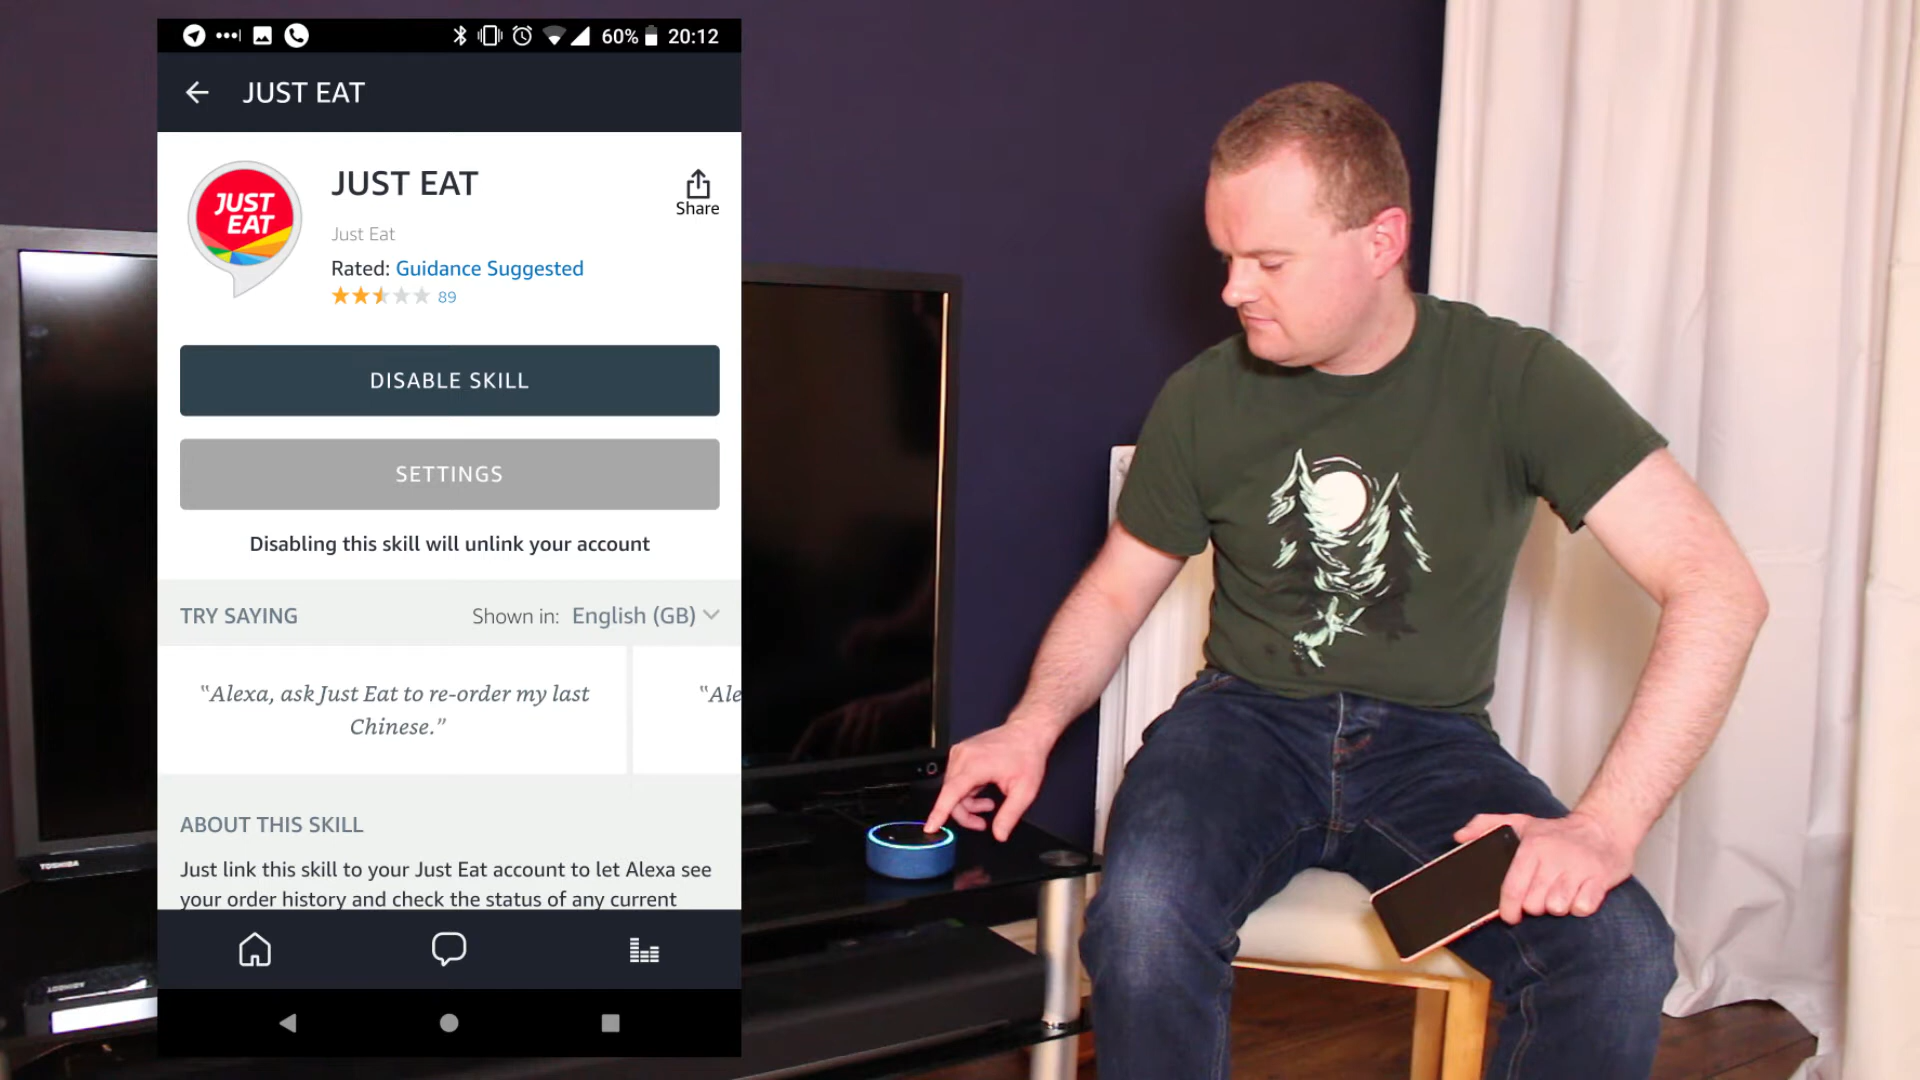 60% 20:12
JUST EAT
JUST
EAT
JUST EAT
Share
Just Eat
Rated: Guidance Suggested
89
DISABLE SKILL
SETTINGS
Disabling this skill will unlink your account
TRY SAYING
Shown in: English (GB)
"Alexa, ask Just Eat to re-order my last
Chinese."
"Ale
ABOUT THIS SKILL
Just link this skill to your Just Eat account to let Alexa see
your order history and check the status of any current
TOSHIBA